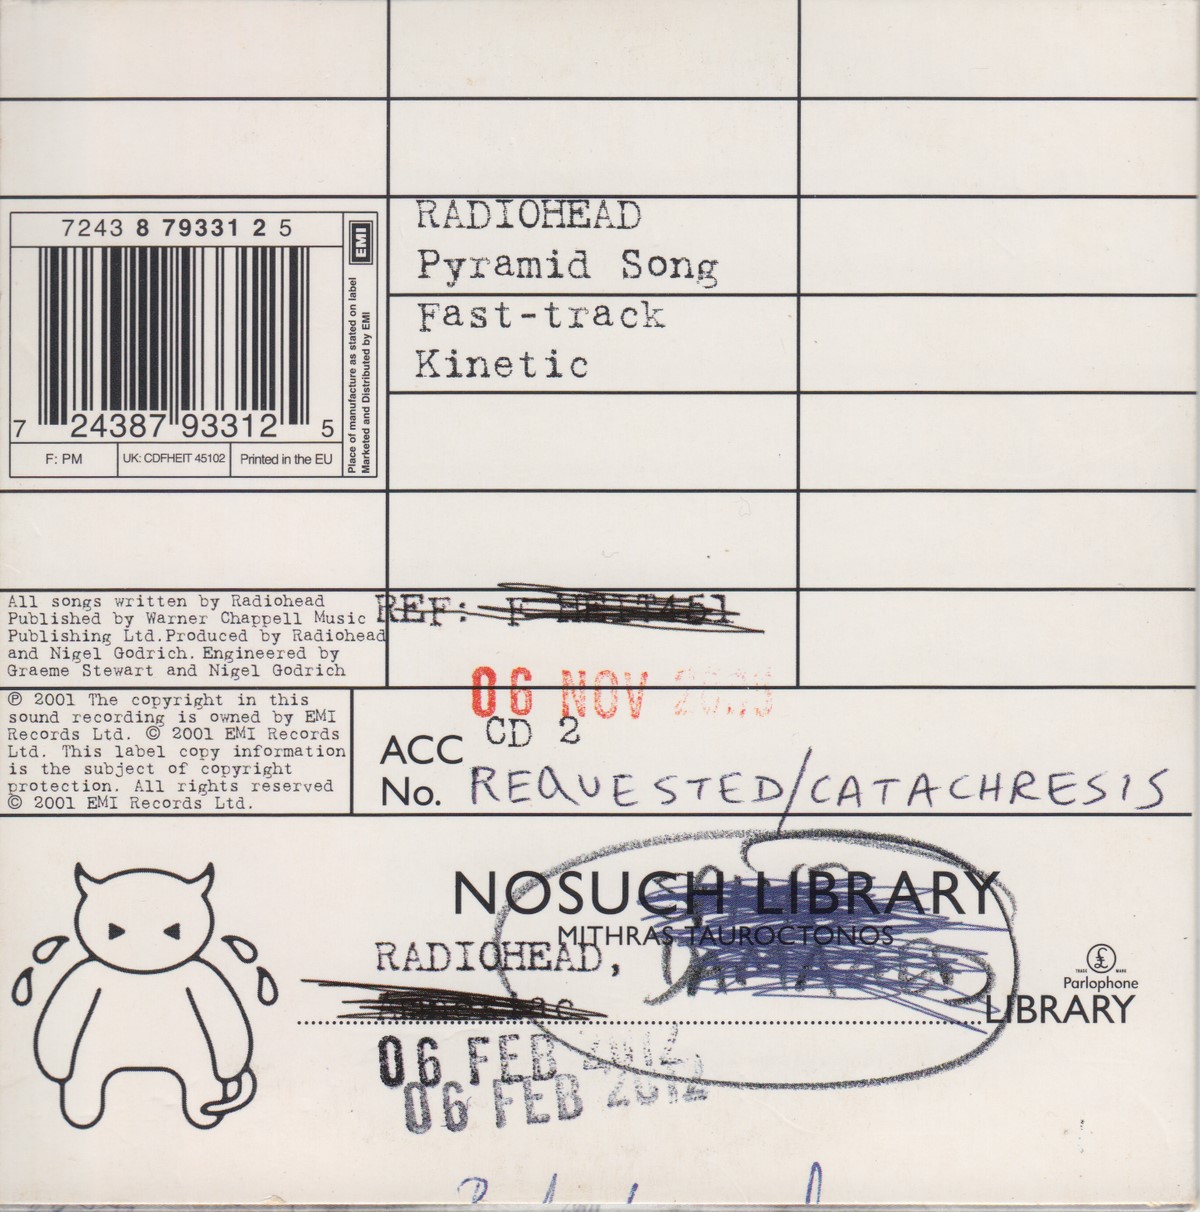 7243 8 79331 2 5
EMI
Place of manufacture as stated on label
Marketed and Distributed by EMI
7 24387 93312 5
F: PM
UK: CDFHEIT 45102
Printed in the EU
RADIOHEAD
Pyramid Song
Fast-track
Kinetic
All songs written by Radiohead
Published by Warner Chappell Music
Publishing Ltd.Produced by Radiohead
and Nigel Godrich. Engineered by
Graeme Stewart and Nigel Godrich
REF: F HEIT451
06 NOV
℗ 2001 The copyright in this
sound recording is owned by EMI
Records Ltd. © 2001 EMI Records
Ltd. This label copy information
is the subject of copyright
protection. All rights reserved
© 2001 EMI Records Ltd.
CD 2
ACC
No. REQUESTED/CATACHRESIS
NOSUCH LIBRARY
MITHRAS TAUROCTONOS
RADIOHEAD,
TRADE MARK
Parlophone
LIBRARY
06 FEB 2012
06 FEB 2012